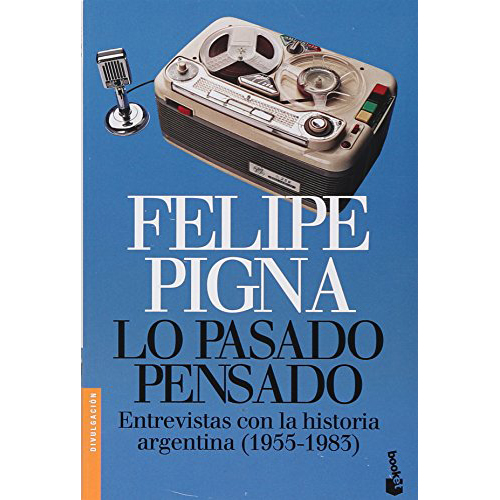 FELIPE
PIGNA
LO PASADO
PENSADO
Entrevistas con la historia
argentina (1955-1983)
DIVULGACIÓN
booket